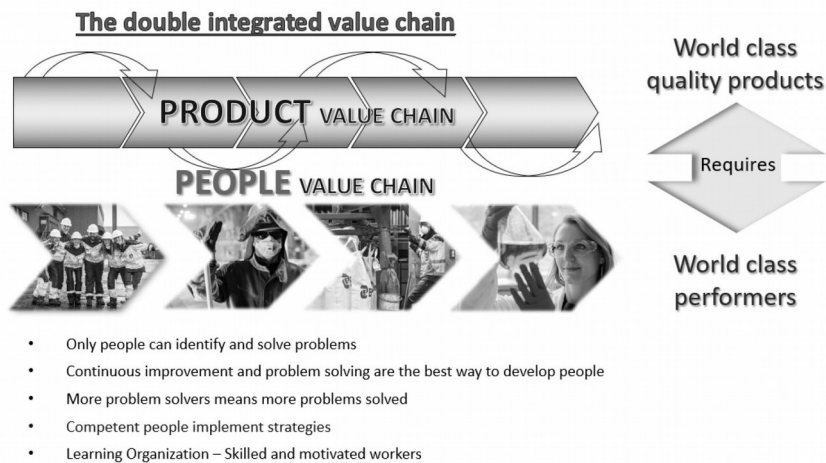 The double integrated value chain
World class
quality products
PRODUCT VALUE CHAIN
Requires
PEOPLE VALUE CHAIN
World class
performers
• Only people can identify and solve problems
• Continuous improvement and problem solving are the best way to develop people
• More problem solvers means more problems solved
• Competent people implement strategies
• Learning Organization – Skilled and motivated workers